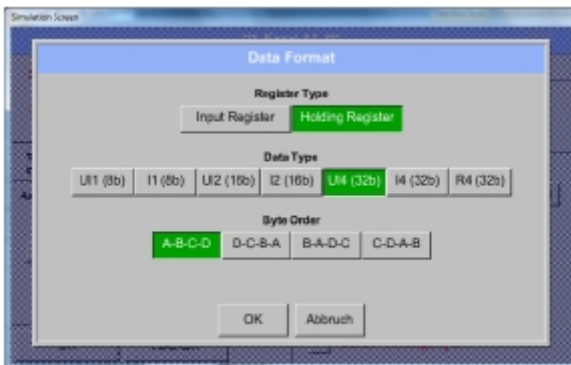 Simulation Screen
Data Format
Register Type
Input Register Holding Register
Data Type
UI1 (8b) I1 (8b) UI2 (16b) I2 (16b) UI4 (32b) I4 (32b) R4 (32b)
Byte Order
A-B-C-D D-C-B-A B-A-D-C C-D-A-B
OK Abbruch